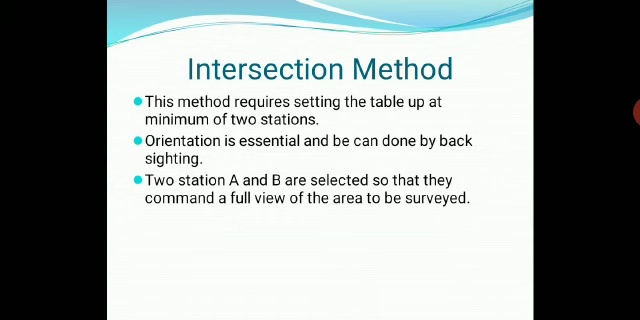 Intersection Method
This method requires setting the table up at
minimum of two stations.
Orientation is essential and be can done by back
sighting.
Two station A and B are selected so that they
command a full view of the area to be surveyed.